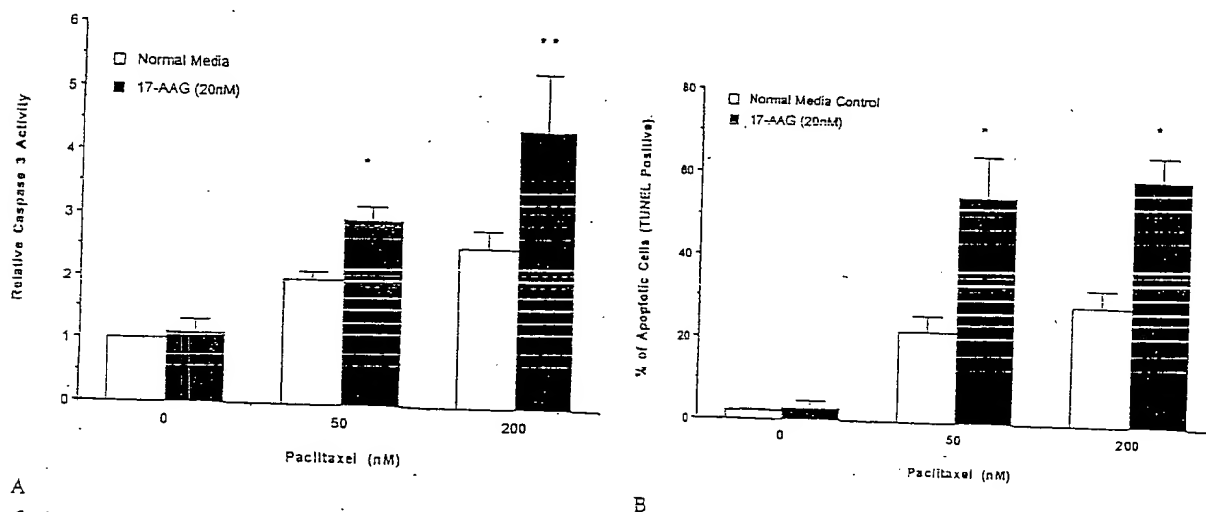 6
5
4
3
2
1
0
Relative Caspase 3 Activity
Normal Media
17-AAG (20nM)
*
* *
0
50
200
Paclitaxel (nM)
A
80
60
40
20
0
% of Apoptotic Cells (TUNEL Positive)
Normal Media Control
17-AAG (20nM)
*
*
0
50
200
Paclitaxel (nM)
B